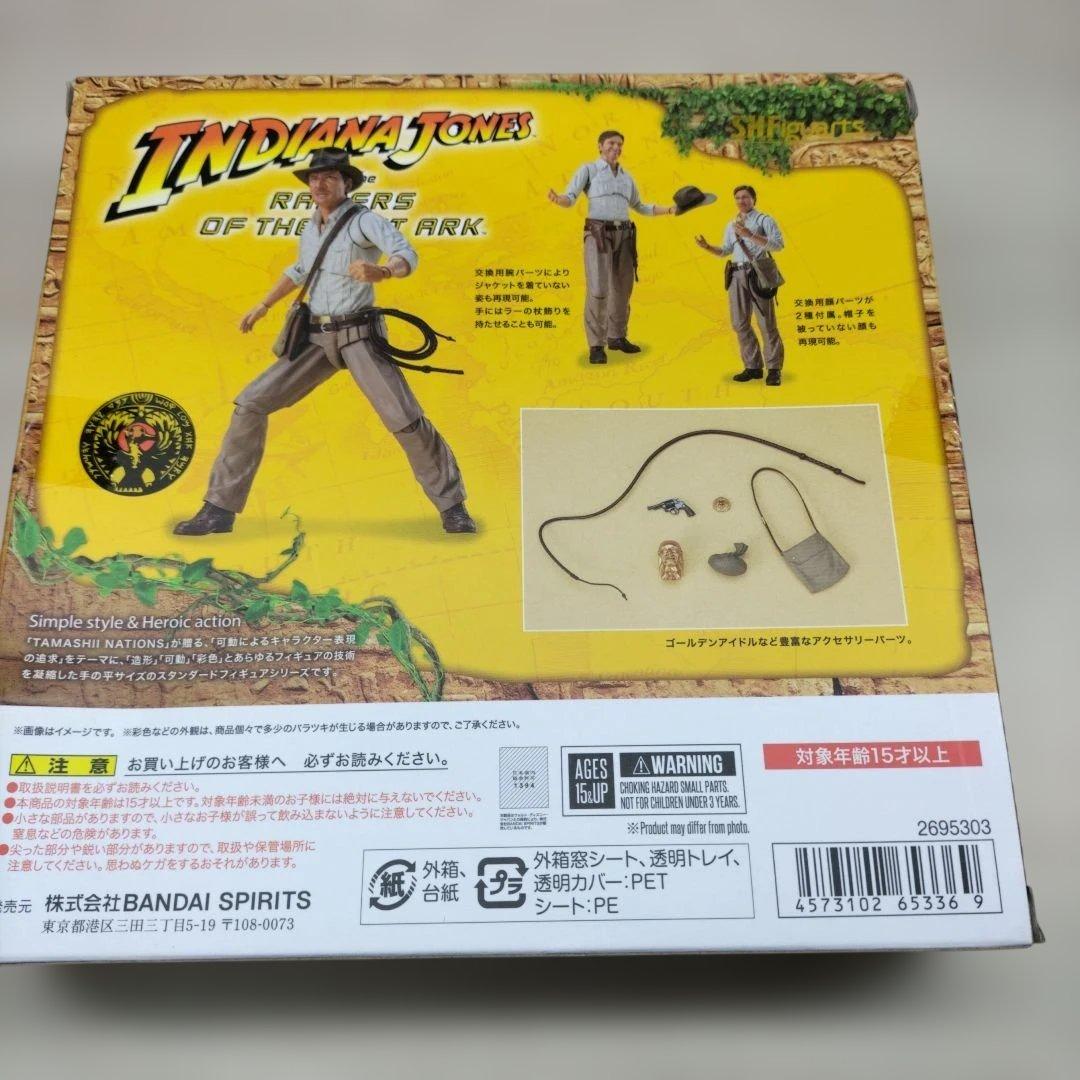 INDIANA JONES™
S.H.Figuarts
RAIDERS
OF THE LOST ARK™
交換用腕パーツにより
ジャケットを着ていない
姿も再現可能。
手にはラーの杖飾りを
持たせることも可能。
交換用顔パーツが
2種付属。帽子を
被っていない顔も
再現可能。
ゴールデンアイドルなど豊富なアクセサリーパーツ。
Simple style & Heroic action
「TAMASHII NATIONS」が贈る、「可動によるキャラクター表現
の追求」をテーマに、「造形」「可動」「彩色」とあらゆるフィギュアの技術
を凝縮した手の平サイズのスタンダードフィギュアシリーズです。
※画像はイメージです。 ※彩色などの外観は、商品個々で多少のバラツキが生じる場合がありますので、ご了承ください。
注意 お買い上げのお客様へ 必ずお読みください。
●取扱説明書を必ずお読みください。
●本商品の対象年齢は15才以上です。対象年齢未満のお子様には絶対に与えないでください。
●小さな部品がありますので、小さなお子様が誤って飲み込まないように注意してください。
窒息などの危険があります。
●尖った部分や鋭い部分がありますので、取扱や保管場所に
注意してください。思わぬケガをするおそれがあります。
発売元 株式会社BANDAI SPIRITS
東京都港区三田三丁目5-19 〒108-0073
1394
AGES
15&UP
WARNING
CHOKING HAZARD SMALL PARTS.
NOT FOR CHILDREN UNDER 3 YEARS.
※Product may differ from photo.
対象年齢15才以上
2695303
紙 外箱、
台紙
プラ 外箱窓シート、透明トレイ、
透明カバー:PET
シート:PE
4573102 65336 9